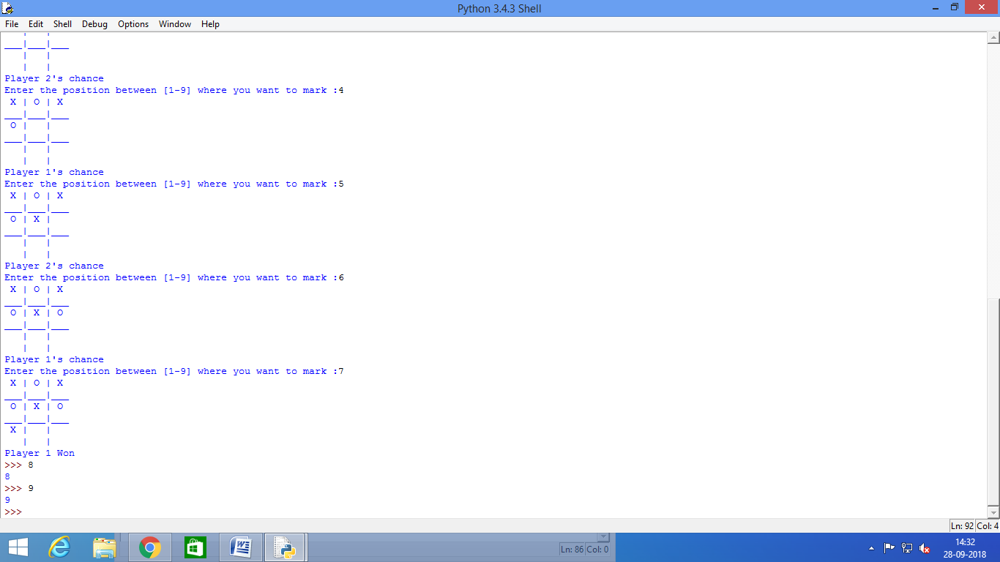 Python 3.4.3 Shell
File Edit Shell Debug Options Window Help
___|___|___
   |   |
   |   |
Player 2's chance
Enter the position between [1-9] where you want to mark :4
 X | O | X
___|___|___
 O |   |
___|___|___
   |   |
   |   |
Player 1's chance
Enter the position between [1-9] where you want to mark :5
 X | O | X
___|___|___
 O | X |
___|___|___
   |   |
   |   |
Player 2's chance
Enter the position between [1-9] where you want to mark :6
 X | O | X
___|___|___
 O | X | O
___|___|___
   |   |
   |   |
Player 1's chance
Enter the position between [1-9] where you want to mark :7
 X | O | X
___|___|___
 O | X | O
___|___|___
 X |   |
   |   |
Player 1 Won
>>> 8
8
>>> 9
9
>>>
Ln: 92 Col: 4
Ln: 86 Col: 0
14:32
28-09-2018